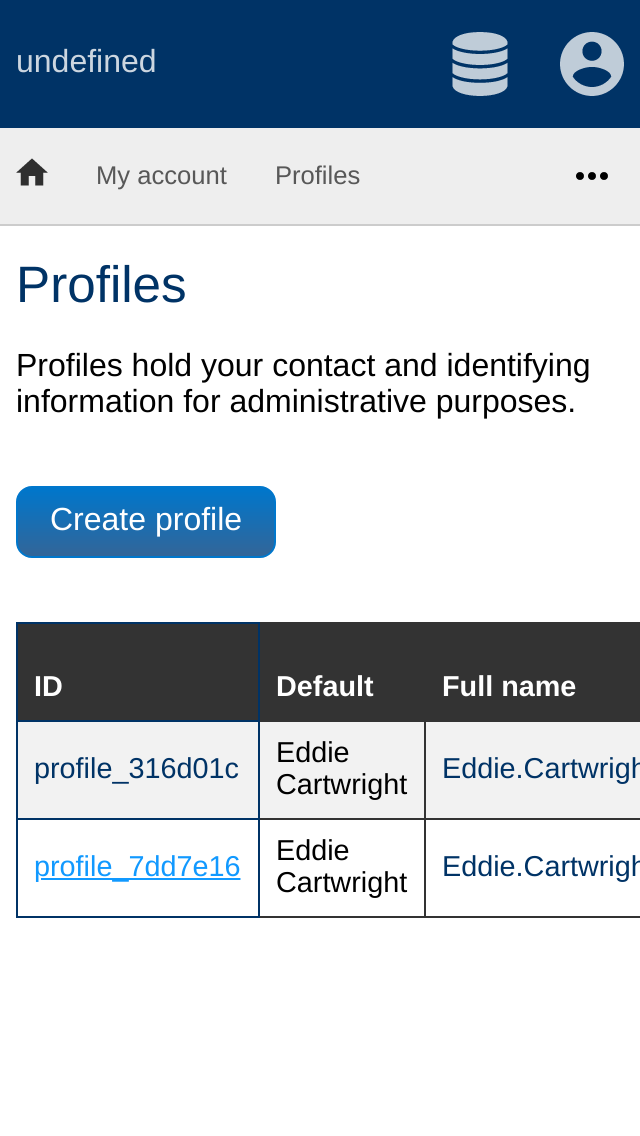 undefined
My account Profiles
Profiles
Profiles hold your contact and identifying
information for administrative purposes.
Create profile
ID Default Full name
profile_316d01c Eddie Cartwright Eddie.Cartwrigh
profile_7dd7e16 Eddie Cartwright Eddie.Cartwrigh